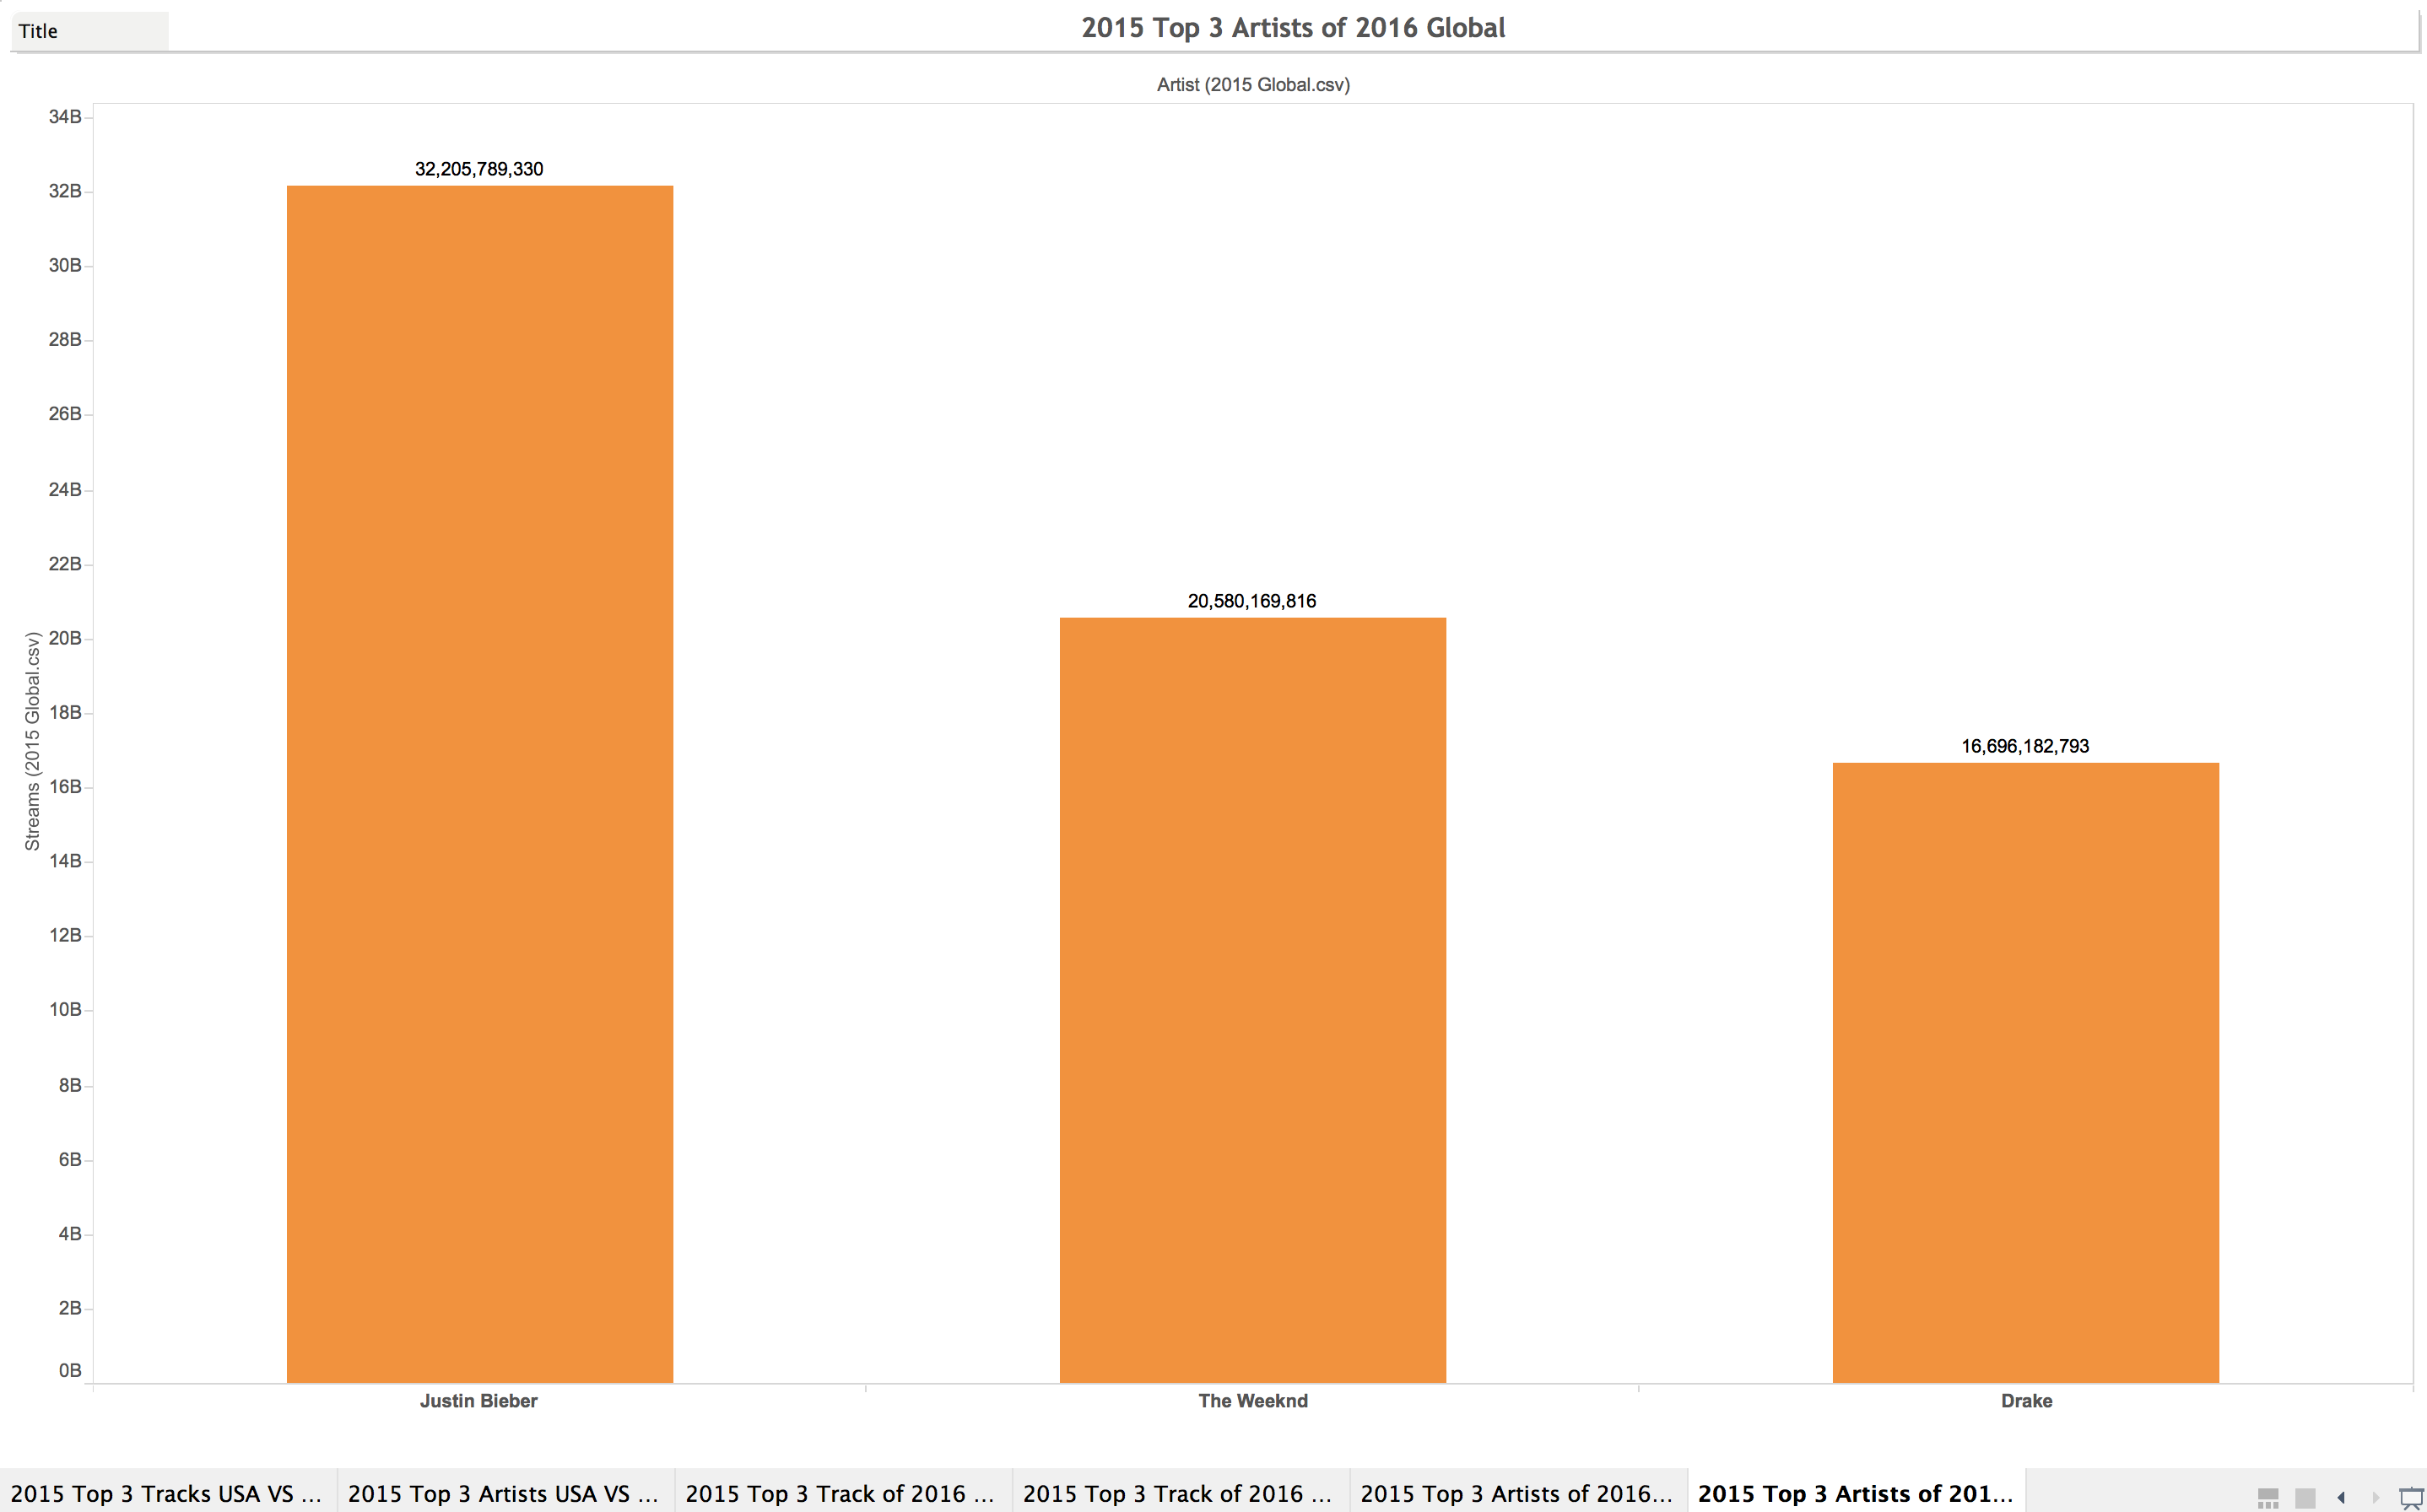 Title
2015 Top 3 Artists of 2016 Global
Artist (2015 Global.csv)
Streams (2015 Global.csv)
34B
32B
30B
28B
26B
24B
22B
20B
18B
16B
14B
12B
10B
8B
6B
4B
2B
0B
32,205,789,330
20,580,169,816
16,696,182,793
Justin Bieber
The Weeknd
Drake
2015 Top 3 Tracks USA VS ...
2015 Top 3 Artists USA VS ...
2015 Top 3 Track of 2016 ...
2015 Top 3 Track of 2016 ...
2015 Top 3 Artists of 2016...
2015 Top 3 Artists of 201...